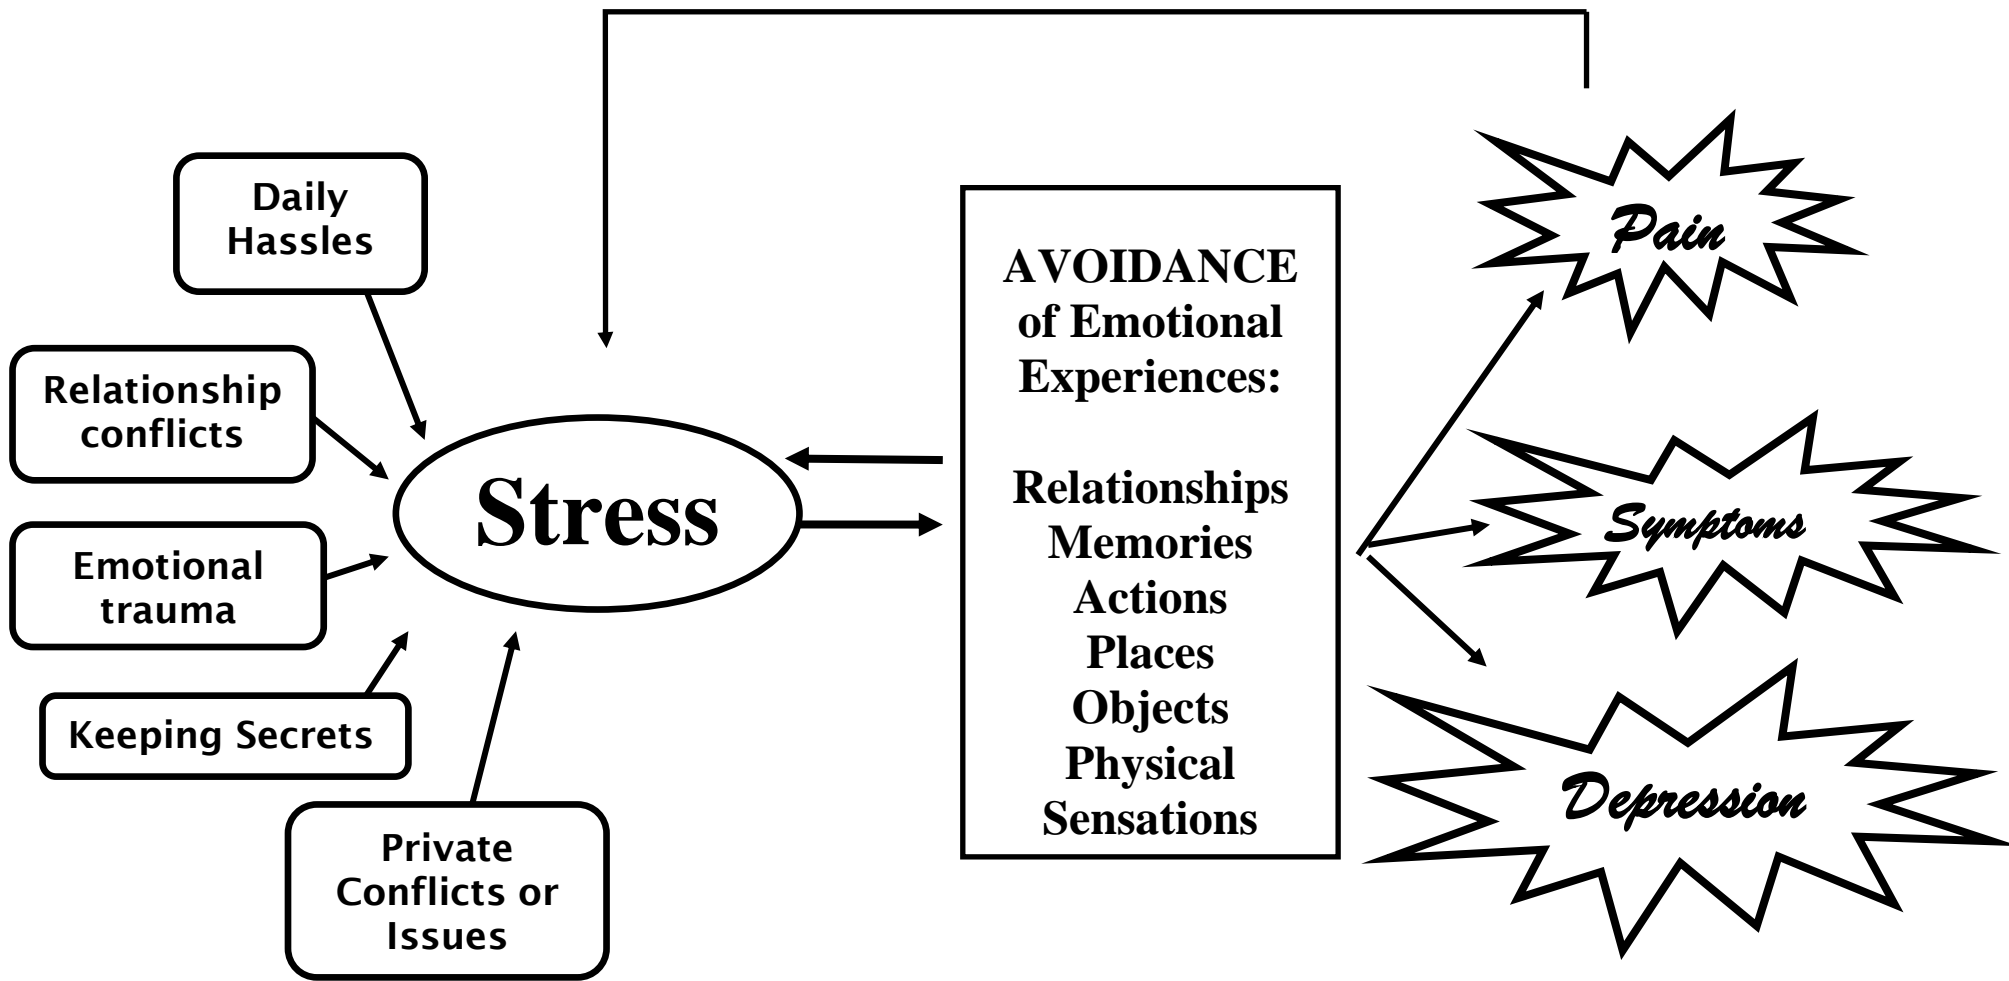 Daily
Hassles
Relationship
conflicts
Emotional
trauma
Keeping Secrets
Private
Conflicts or
Issues
Stress
AVOIDANCE
of Emotional
Experiences:
Relationships
Memories
Actions
Places
Objects
Physical
Sensations
Pain
Symptoms
Depression